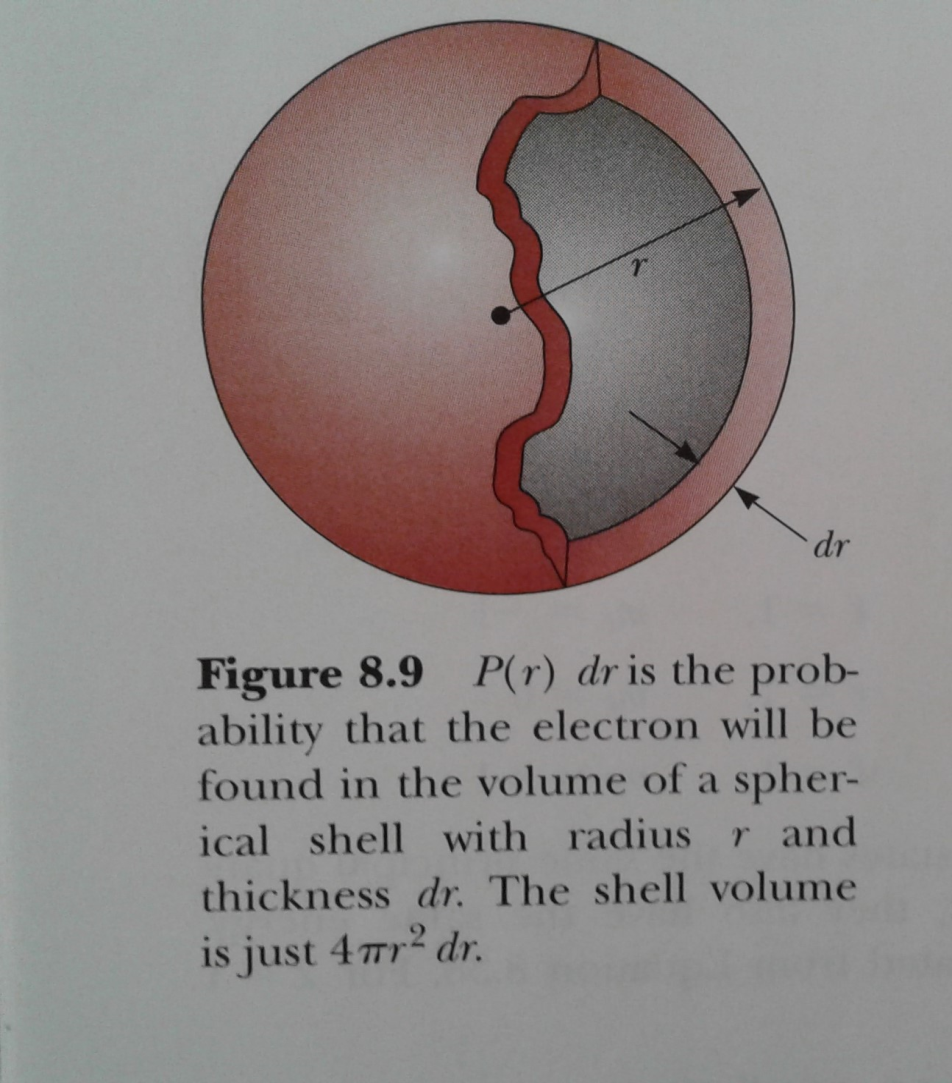 r
dr
Figure 8.9 P(r) dr is the prob-
ability that the electron will be
found in the volume of a spher-
ical shell with radius r and
thickness dr. The shell volume
is just 4πr² dr.